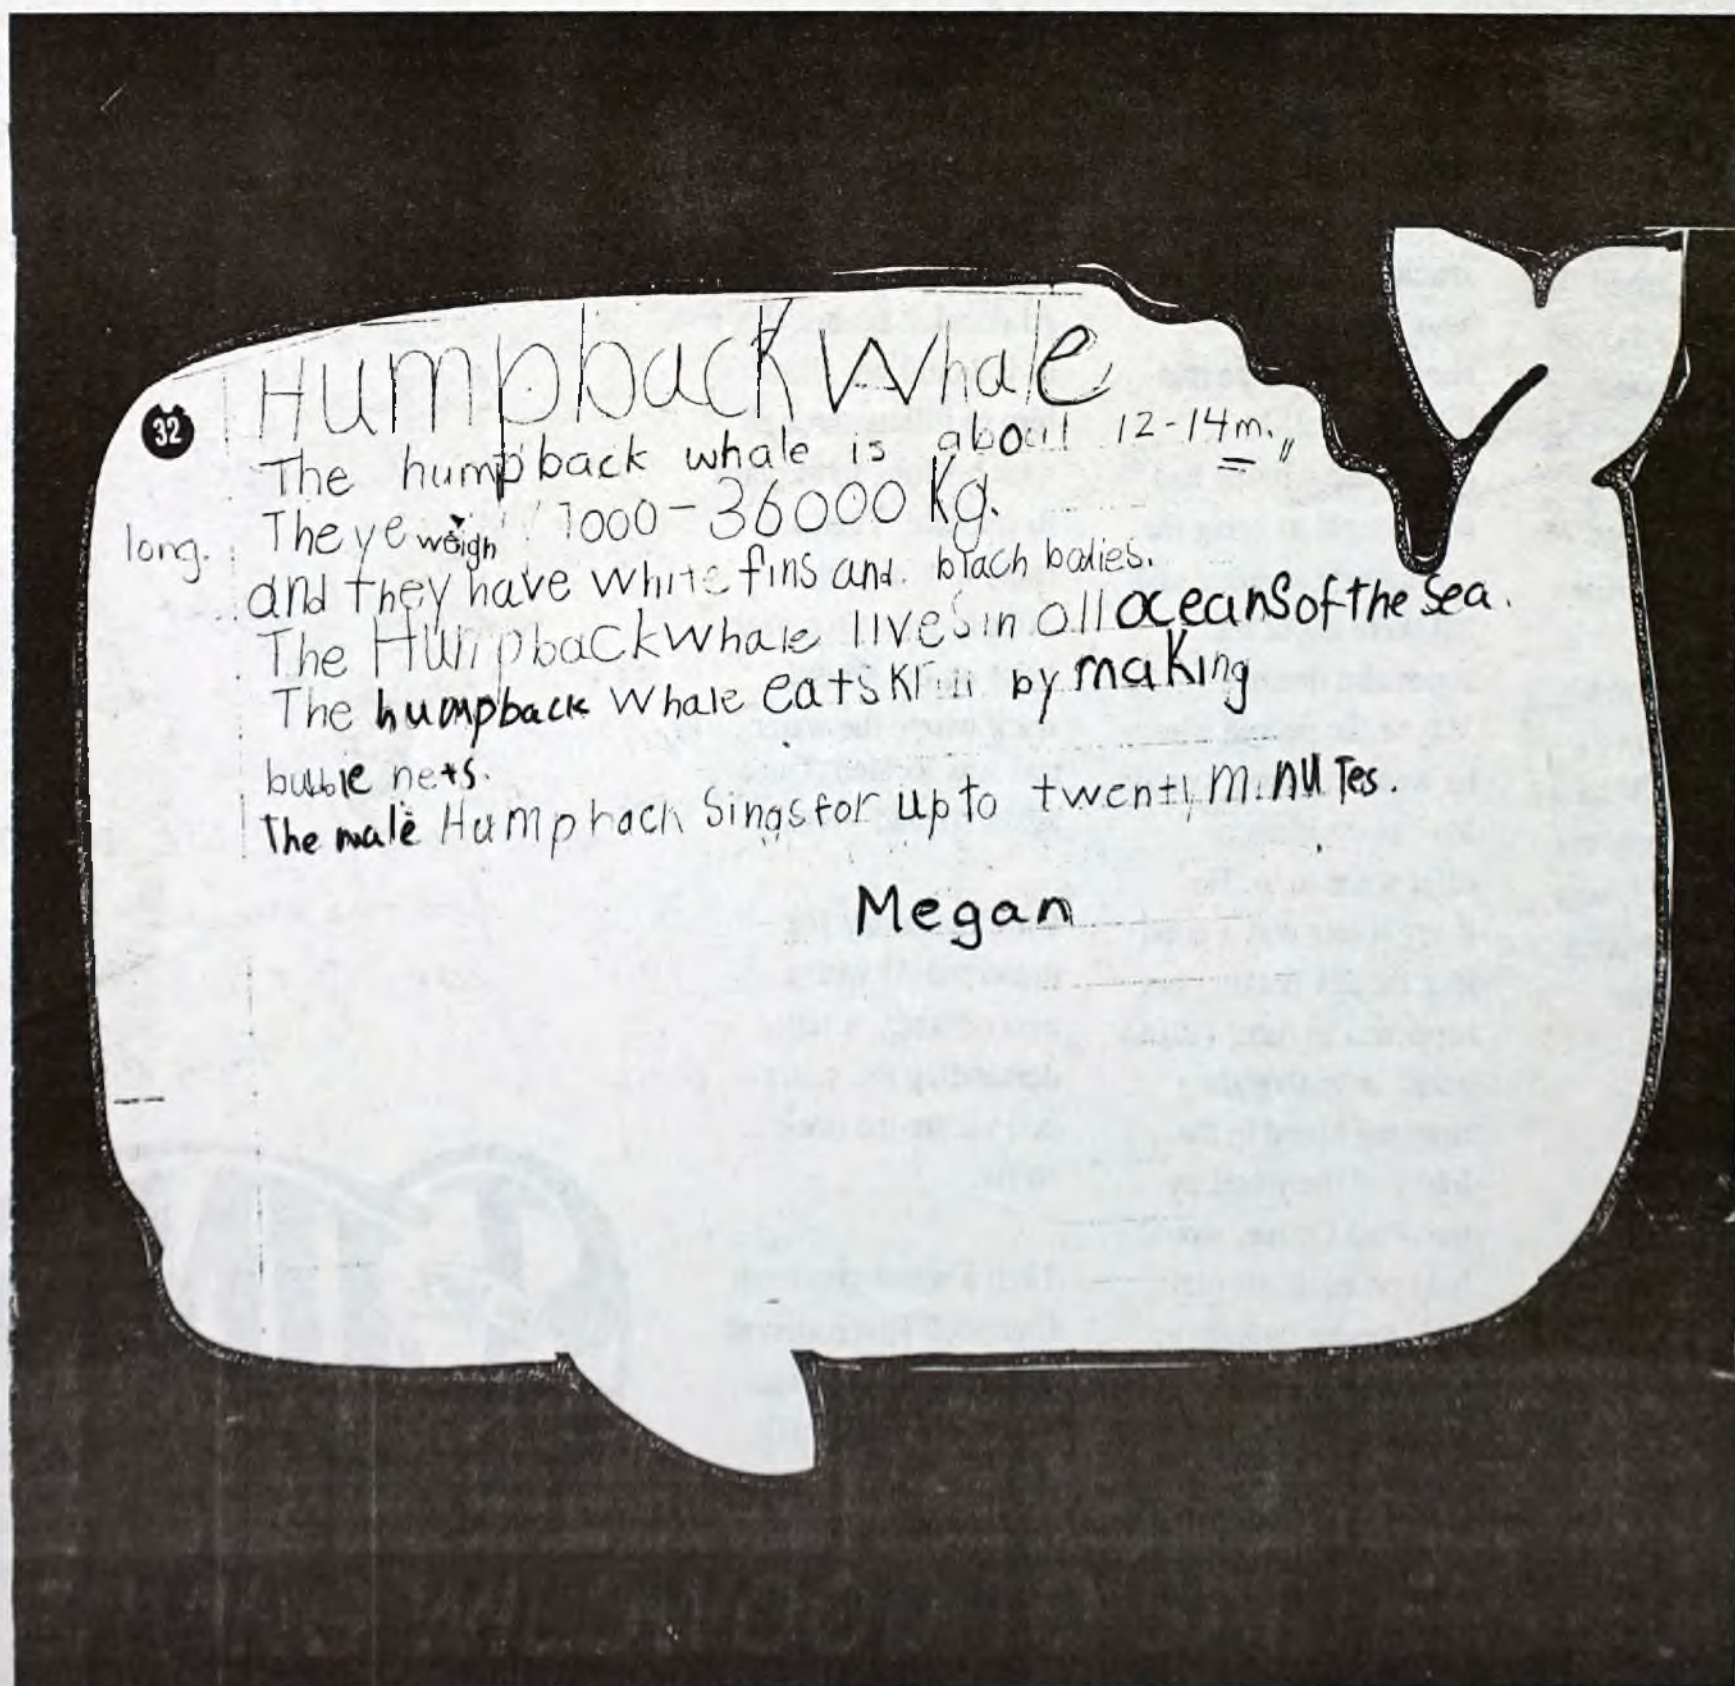 Humpback Whale
32
The humpback whale is about 12-14m.
long.
Theye weigh 7000-36000 Kg.
and they have white fins and. blach bodies.
The Humpback whale lives in all oceans of the Sea.
The humpback whale eats krill by making
bubble nets.
The male Humpback Sings for up to twenty minutes.
Megan